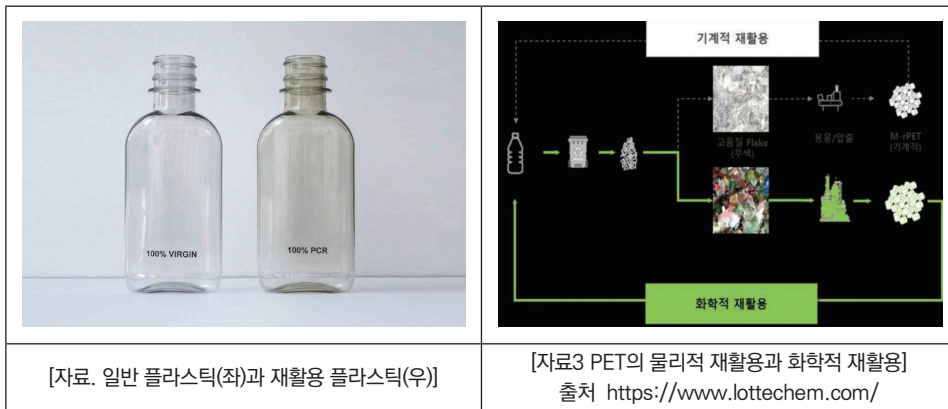 100% VIRGIN
100% PCR
기계적 재활용
고품질 Flake
(무색)
용융/압출
M-rPET
(기계적)
화학적 재활용
[자료. 일반 플라스틱(좌)과 재활용 플라스틱(우)]
[자료3 PET의 물리적 재활용과 화학적 재활용]
출처 https://www.lottechem.com/